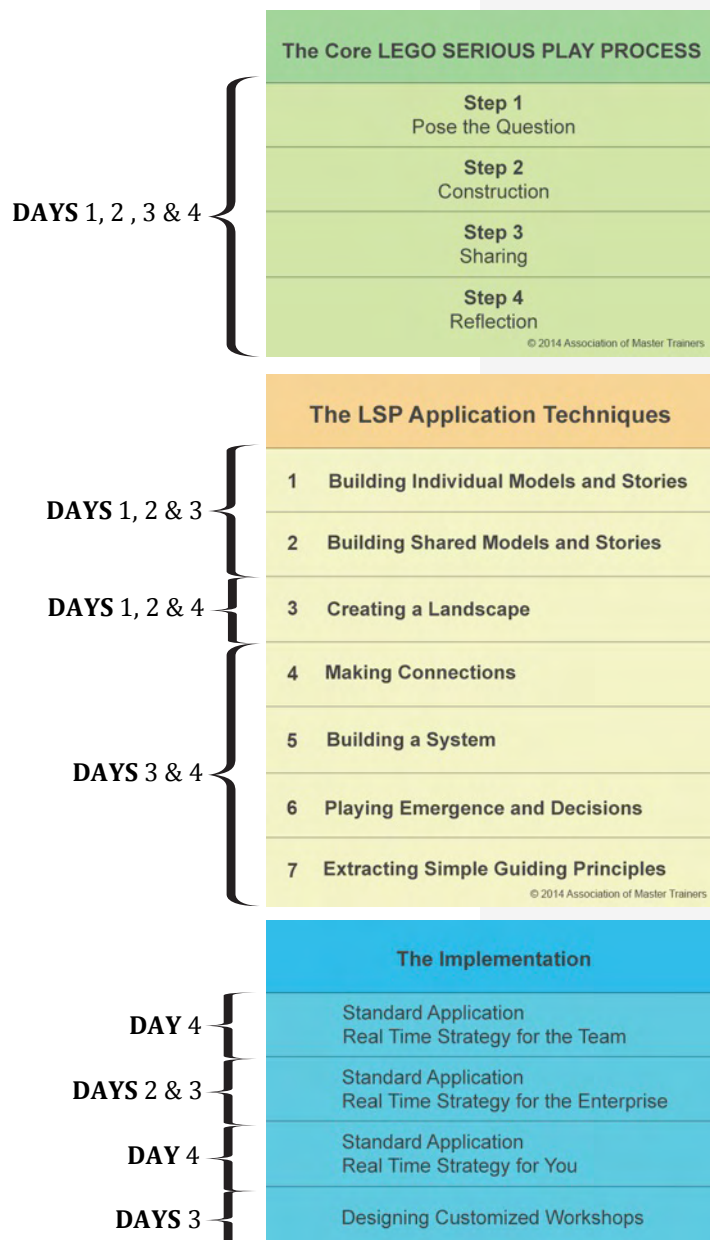 The Core LEGO SERIOUS PLAY PROCESS
DAYS 1, 2 , 3 & 4
Step 1
Pose the Question
Step 2
Construction
Step 3
Sharing
Step 4
Reflection
© 2014 Association of Master Trainers
The LSP Application Techniques
DAYS 1, 2 & 3
1 Building Individual Models and Stories
2 Building Shared Models and Stories
DAYS 1, 2 & 4
3 Creating a Landscape
DAYS 3 & 4
4 Making Connections
5 Building a System
6 Playing Emergence and Decisions
7 Extracting Simple Guiding Principles
© 2014 Association of Master Trainers
The Implementation
DAY 4
Standard Application
Real Time Strategy for the Team
DAYS 2 & 3
Standard Application
Real Time Strategy for the Enterprise
DAY 4
Standard Application
Real Time Strategy for You
DAYS 3
Designing Customized Workshops